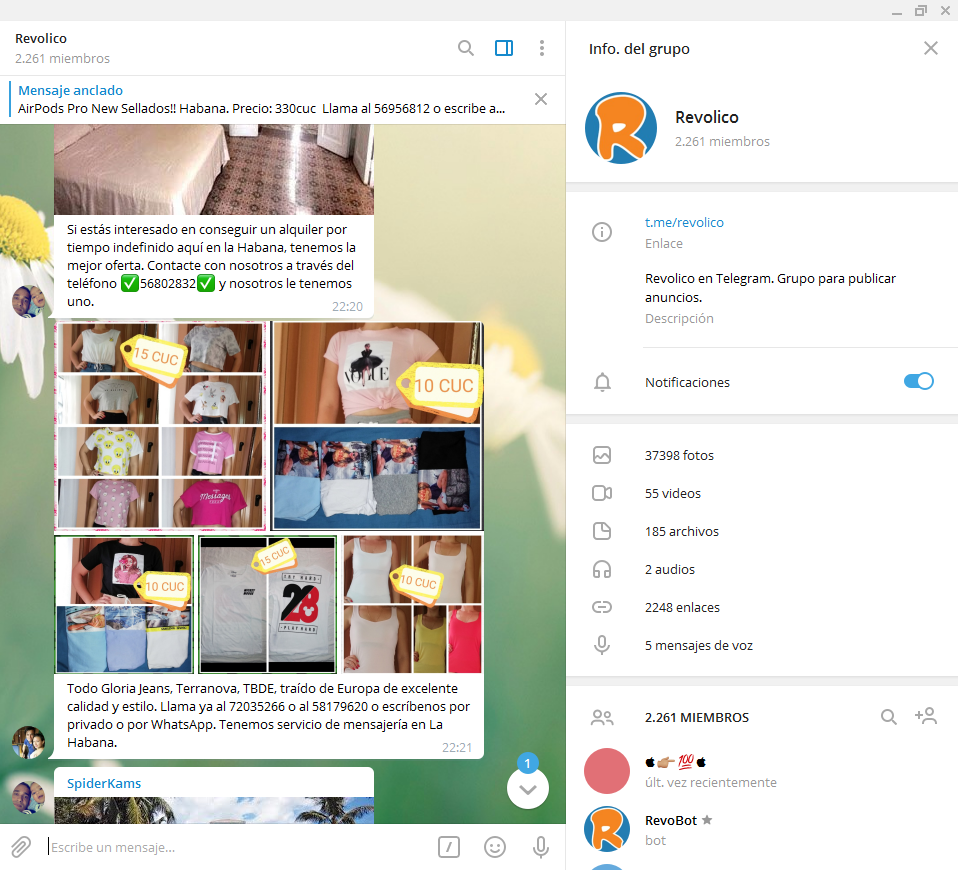 Revolico
2.261 miembros
Mensaje anclado
AirPods Pro New Sellados!! Habana. Precio: 330cuc  Llama al 56956812 o escribe a...
Si estás interesado en conseguir un alquiler por
tiempo indefinido aquí en la Habana, tenemos la
mejor oferta. Contacte con nosotros a través del
teléfono ✅56802832✅ y nosotros le tenemos
uno.
22:20
15 CUC
VOGUE
10 CUC
Messages
10 CUC
15 CUC
TRY HARD
28
PLAY HARD
10 CUC
Todo Gloria Jeans, Terranova, TBDE, traído de Europa de excelente
calidad y estilo. Llama ya al 72035266 o al 58179620 o escríbenos por
privado o por WhatsApp. Tenemos servicio de mensajería en La
Habana.
22:21
1
SpiderKams
Escribe un mensaje...
Info. del grupo
R
Revolico
2.261 miembros
t.me/revolico
Enlace
Revolico en Telegram. Grupo para publicar
anuncios.
Descripción
Notificaciones
37398 fotos
55 videos
185 archivos
2 audios
2248 enlaces
5 mensajes de voz
2.261 MIEMBROS
💯
últ. vez recientemente
R
RevoBot
bot